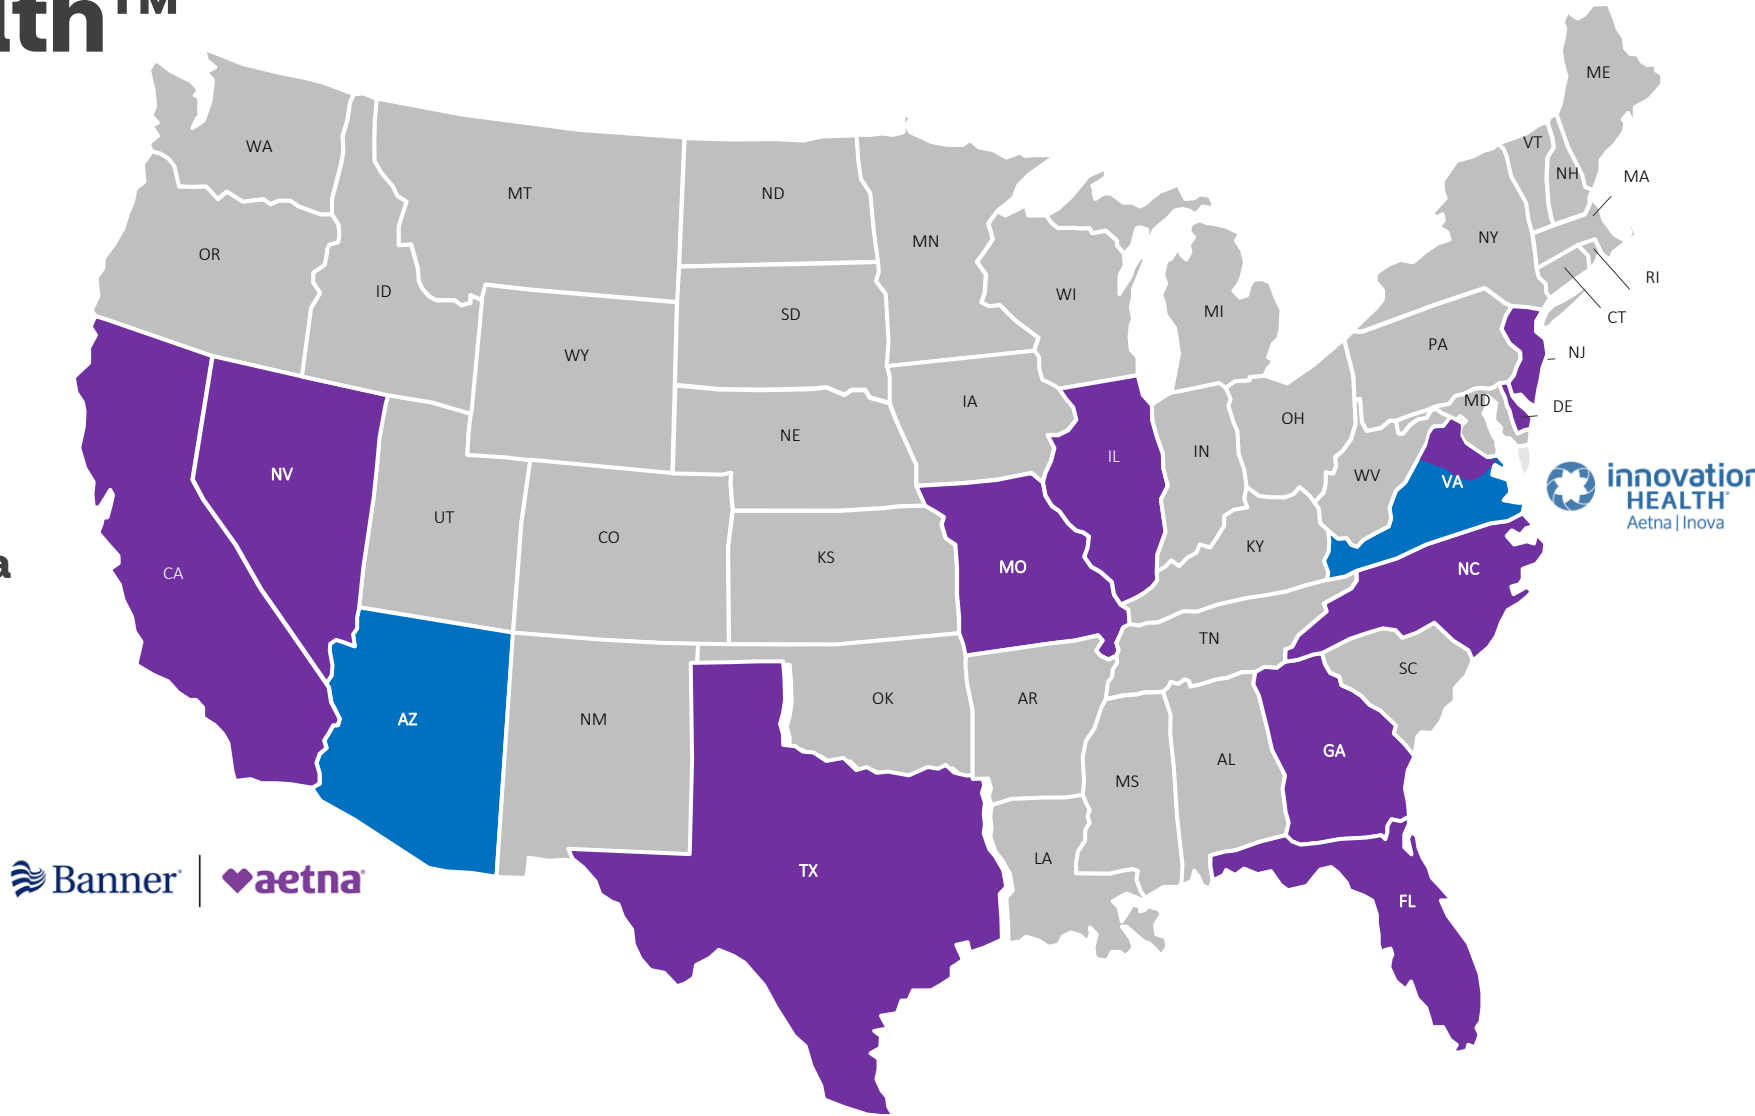 lth™
ME
WA
VT
MT
ND
NH
MA
MN
NY
OR
RI
ID
WI
SD
MI
CT
WY
PA
NJ
IA
MD
DE
NE
OH
IN
IL
NV
WV
VA
innovation
HEALTH
Aetna | Inova
UT
CO
KS
KY
a
CA
MO
NC
TN
SC
OK
AR
NM
AZ
GA
AL
MS
LA
TX
Banner | aetna
FL